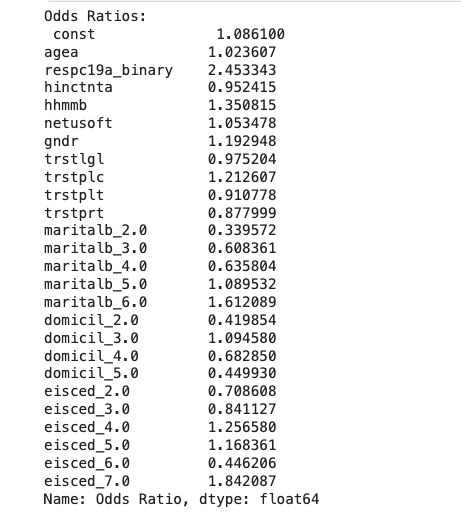 Odds Ratios:
const 1.086100
agea 1.023607
respc19a_binary 2.453343
hinctnta 0.952415
hhmmb 1.350815
netusoft 1.053478
gndr 1.192948
trstlgl 0.975204
trstplc 1.212607
trstplt 0.910778
trstprt 0.877999
maritalb_2.0 0.339572
maritalb_3.0 0.608361
maritalb_4.0 0.635804
maritalb_5.0 1.089532
maritalb_6.0 1.612089
domicil_2.0 0.419854
domicil_3.0 1.094580
domicil_4.0 0.682850
domicil_5.0 0.449930
eisced_2.0 0.708608
eisced_3.0 0.841127
eisced_4.0 1.256580
eisced_5.0 1.168361
eisced_6.0 0.446206
eisced_7.0 1.842087
Name: Odds Ratio, dtype: float64